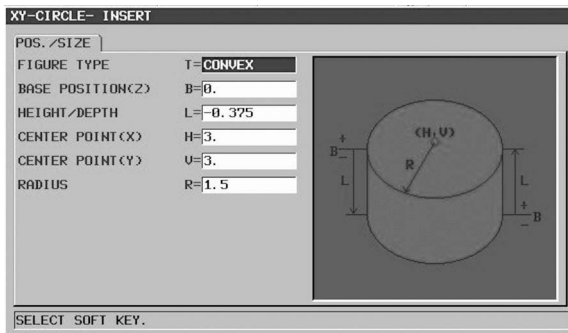 XY-CIRCLE- INSERT
POS./SIZE
FIGURE TYPE T=CONVEX
BASE POSITION(Z) B=0.
HEIGHT/DEPTH L=-0.375
CENTER POINT(X) H=3.
CENTER POINT(Y) V=3.
RADIUS R=1.5
(H,V)
+
B
-
R
L
L
+
B
-
SELECT SOFT KEY.